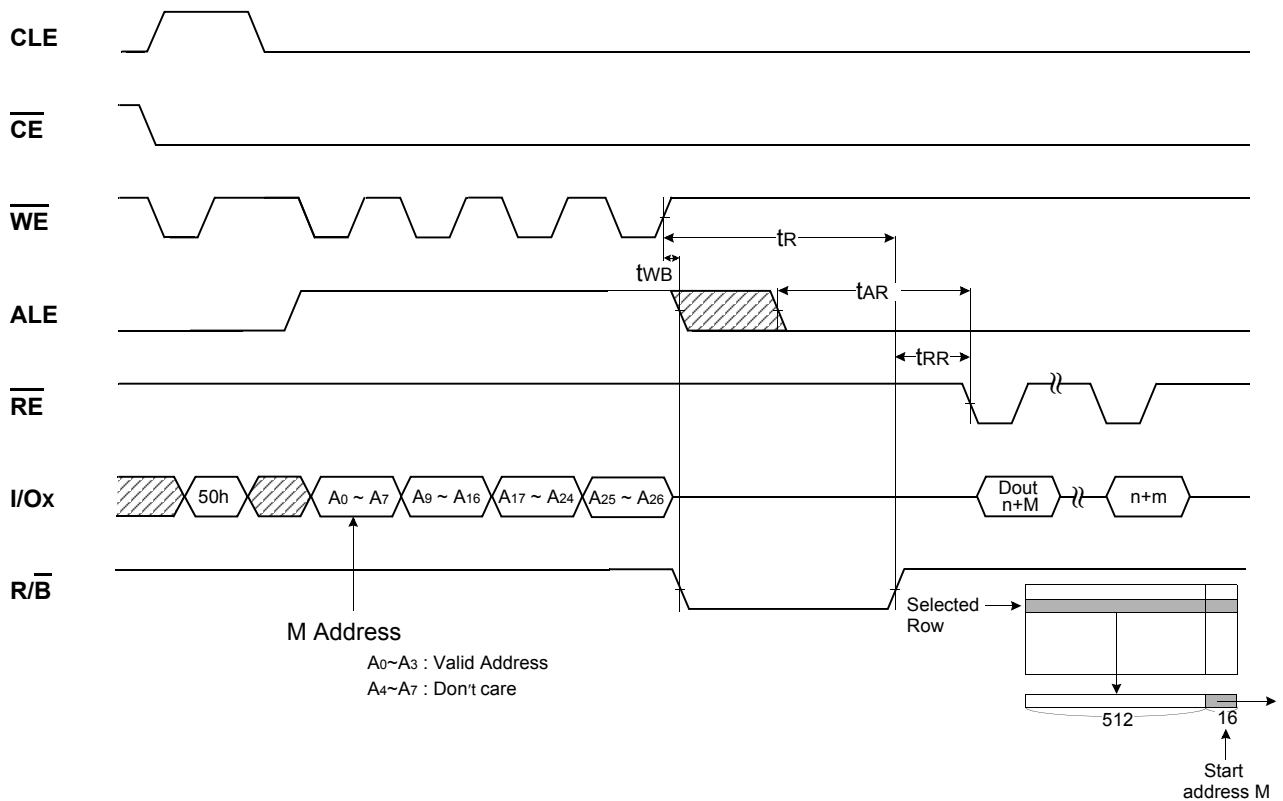 CLE
CE
WE
tR
tWB
ALE
tAR
tRR
RE
I/Ox
50h
A0 ~ A7
A9 ~ A16
A17 ~ A24
A25 ~ A26
Dout
n+M
n+m
R/B
Selected
Row
M Address
A0~A3 : Valid Address
A4~A7 : Don't care
512
16
Start
address M